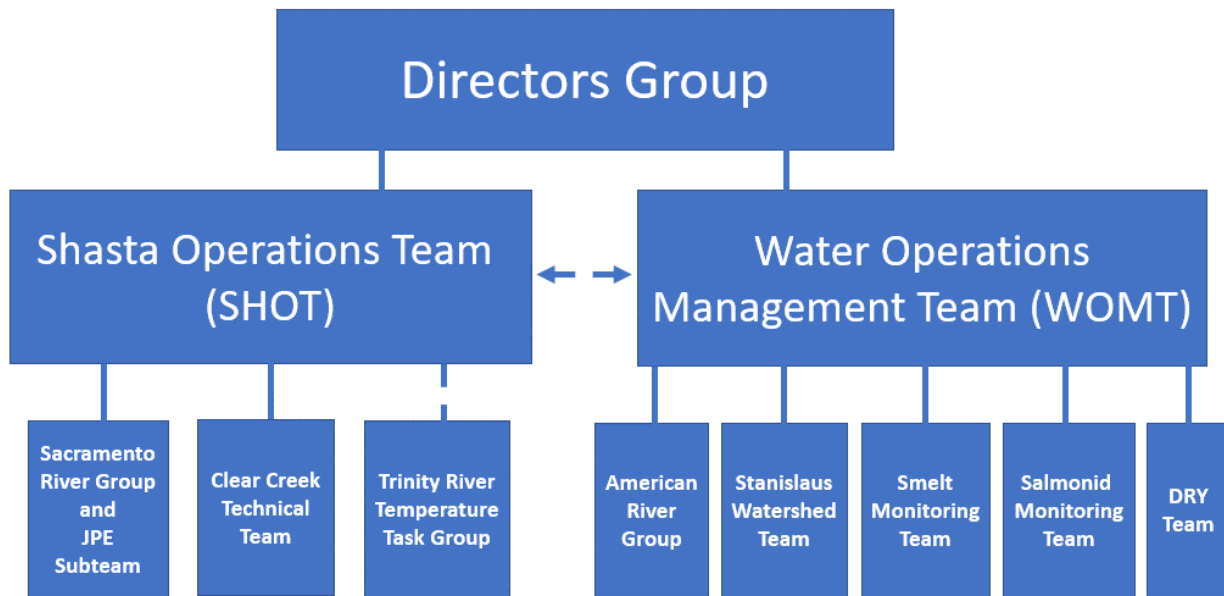 Directors Group
Shasta Operations Team
(SHOT)
Water Operations
Management Team (WOMT)
Sacramento
River Group
and
JPE
Subteam
Clear Creek
Technical
Team
Trinity River
Temperature
Task Group
American
River
Group
Stanislaus
Watershed
Team
Smelt
Monitoring
Team
Salmonid
Monitoring
Team
DRY
Team